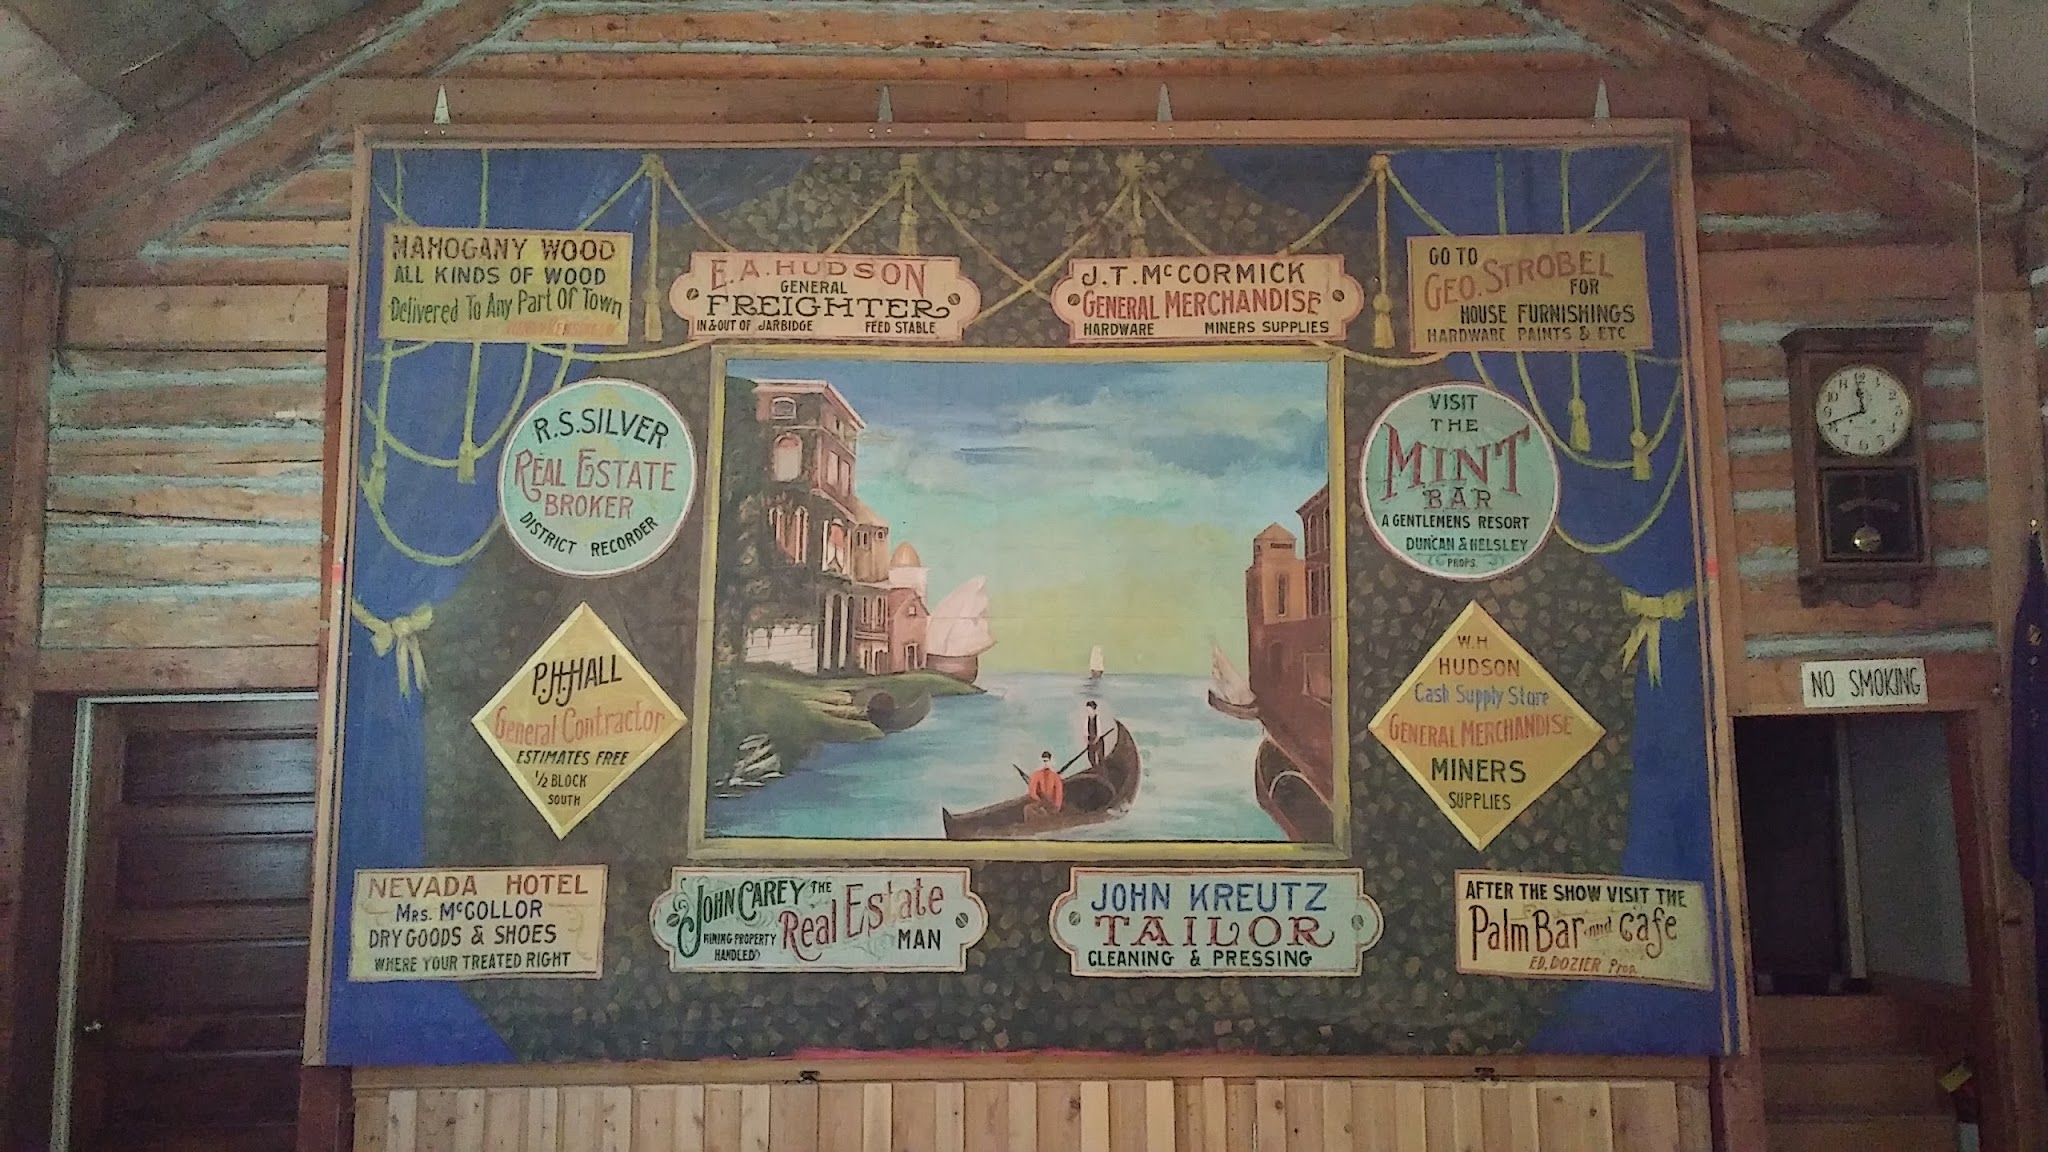 MAHOGANY WOOD
ALL KINDS OF WOOD
Delivered To Any Part Of Town
E.A. HUDSON
GENERAL
FREIGHTER
IN & OUT OF JARBIDGE FEED STABLE
J.T. McCORMICK
GENERAL MERCHANDISE
HARDWARE MINERS SUPPLIES
GO TO
GEO. STROBEL
FOR
HOUSE FURNISHINGS
HARDWARE PAINTS & ETC
R.S. SILVER
REAL ESTATE
BROKER
DISTRICT RECORDER
VISIT
THE
MINT
BAR
A GENTLEMENS RESORT
DUNCAN & HELSLEY
PROPS.
P.H. HALL
General Contractor
ESTIMATES FREE
1/2 BLOCK
SOUTH
W.H
HUDSON
Cash Supply Store
GENERAL MERCHANDISE
MINERS
SUPPLIES
NEVADA HOTEL
MRS. McCOLLOR
DRY GOODS & SHOES
WHERE YOUR TREATED RIGHT
JOHN CAREY THE
Real Estate
MAN
MINING PROPERTY
HANDLED
JOHN KREUTZ
TAILOR
CLEANING & PRESSING
AFTER THE SHOW VISIT THE
Palm Bar and Cafe
ED. DOZIER Prop.
NO SMOKING